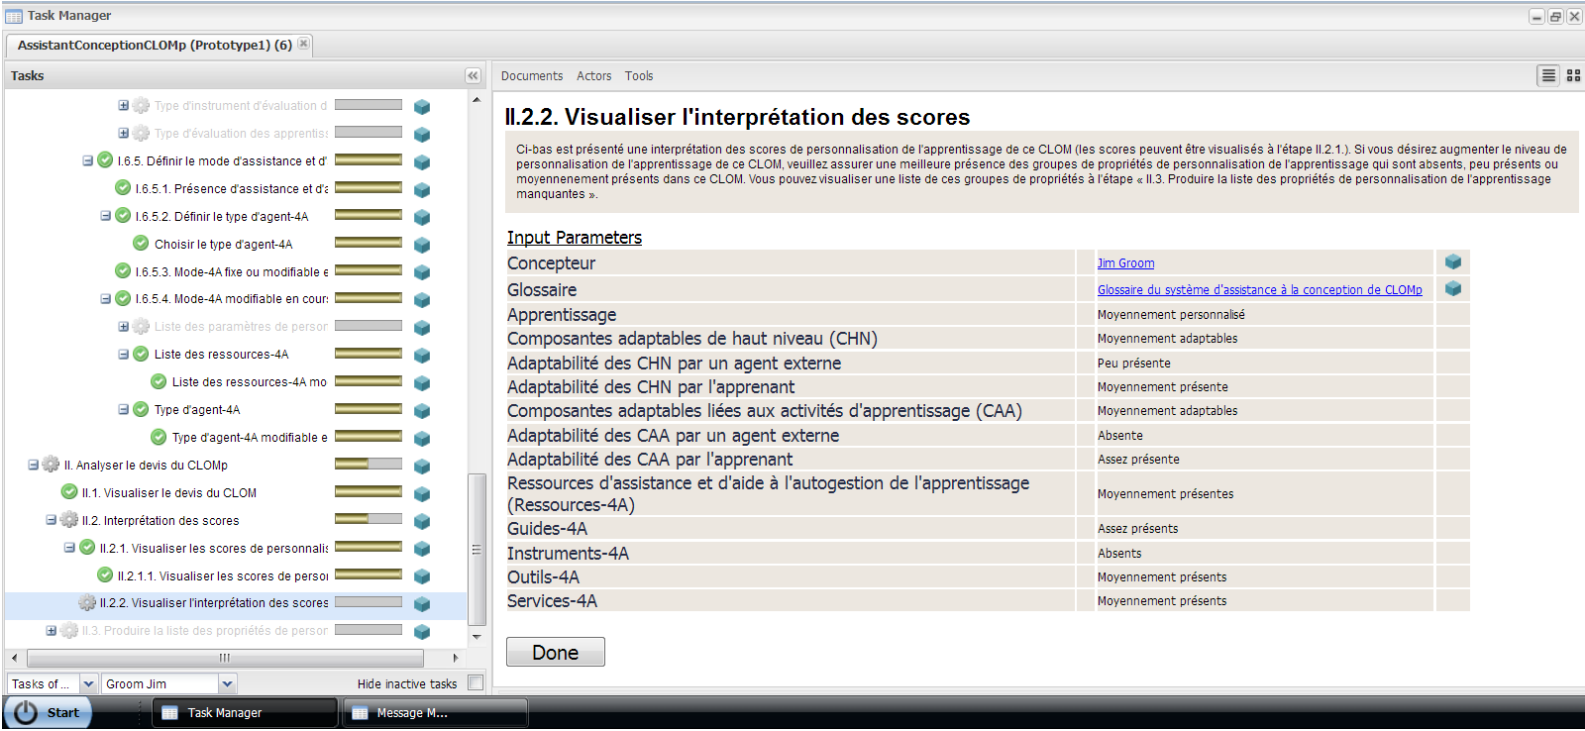 Task Manager
AssistantConceptionCLOMp (Prototype1) (6)
Tasks
Type d'instrument d'évaluation d
Type d'évaluation des apprentis:
I.6.5. Définir le mode d'assistance et d'
I.6.5.1. Présence d'assistance et d'a
I.6.5.2. Définir le type d'agent-4A
Choisir le type d'agent-4A
I.6.5.3. Mode-4A fixe ou modifiable e
I.6.5.4. Mode-4A modifiable en cour:
Liste des paramètres de person
Liste des ressources-4A
Liste des ressources-4A mo
Type d'agent-4A
Type d'agent-4A modifiable e
II. Analyser le devis du CLOMp
II.1. Visualiser le devis du CLOM
II.2. Interprétation des scores
II.2.1. Visualiser les scores de personnali:
II.2.1.1. Visualiser les scores de persor
II.2.2. Visualiser l'interprétation des scores
II.3. Produire la liste des propriétés de person
Tasks of ...
Groom Jim
Hide inactive tasks
Documents Actors Tools
II.2.2. Visualiser l'interprétation des scores
Ci-bas est présenté une interprétation des scores de personnalisation de l'apprentissage de ce CLOM (les scores peuvent être visualisés à l'étape II.2.1.). Si vous désirez augmenter le niveau de
personnalisation de l'apprentissage de ce CLOM, veuillez assurer une meilleure présence des groupes de propriétés de personnalisation de l'apprentissage qui sont absents, peu présents ou
moyennenement présents dans ce CLOM. Vous pouvez visualiser une liste de ces groupes de propriétés à l'étape « II.3. Produire la liste des propriétés de personnalisation de l'apprentissage
manquantes ».
Input Parameters
Concepteur Jim Groom
Glossaire Glossaire du système d'assistance à la conception de CLOMp
Apprentissage Moyennement personnalisé
Composantes adaptables de haut niveau (CHN) Moyennement adaptables
Adaptabilité des CHN par un agent externe Peu présente
Adaptabilité des CHN par l'apprenant Moyennement présente
Composantes adaptables liées aux activités d'apprentissage (CAA) Moyennement adaptables
Adaptabilité des CAA par un agent externe Absente
Adaptabilité des CAA par l'apprenant Assez présente
Ressources d'assistance et d'aide à l'autogestion de l'apprentissage
(Ressources-4A) Moyennement présentes
Guides-4A Assez présents
Instruments-4A Absents
Outils-4A Moyennement présents
Services-4A Moyennement présents
Done
Start
Task Manager
Message M...